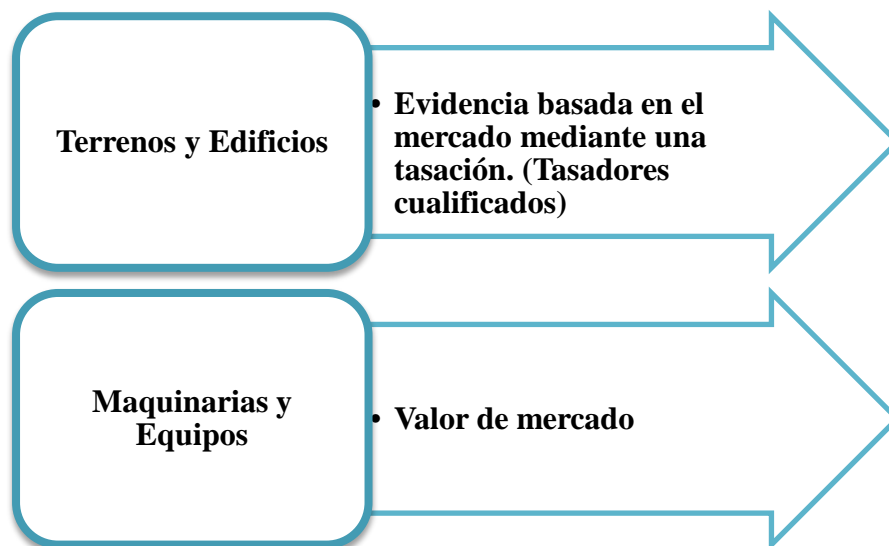 Terrenos y Edificios
• Evidencia basada en el
mercado mediante una
tasación. (Tasadores
cualificados)
Maquinarias y
Equipos
• Valor de mercado